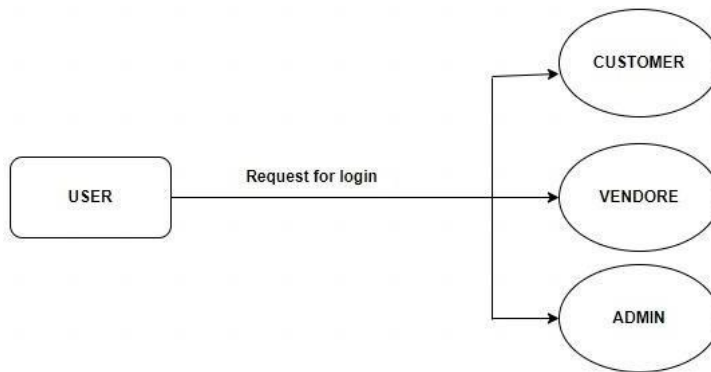 CUSTOMER
Request for login
USER
VENDORE
ADMIN